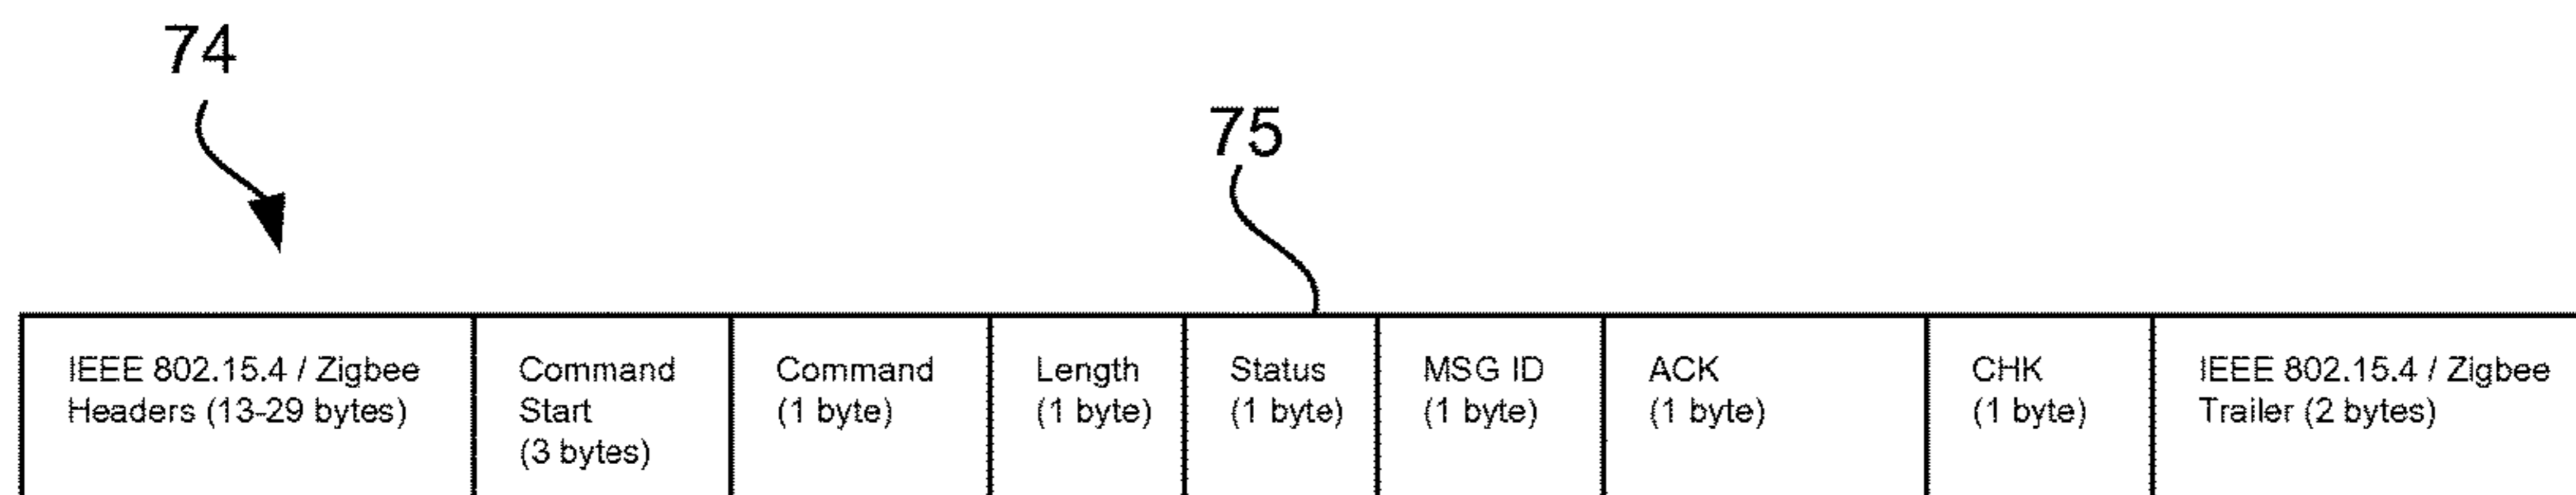 74
75
IEEE 802.15.4 / Zigbee
Headers (13-29 bytes)
Command
Start
(3 bytes)
Command
(1 byte)
Length
(1 byte)
Status
(1 byte)
MSG ID
(1 byte)
ACK
(1 byte)
CHK
(1 byte)
IEEE 802.15.4 / Zigbee
Trailer (2 bytes)